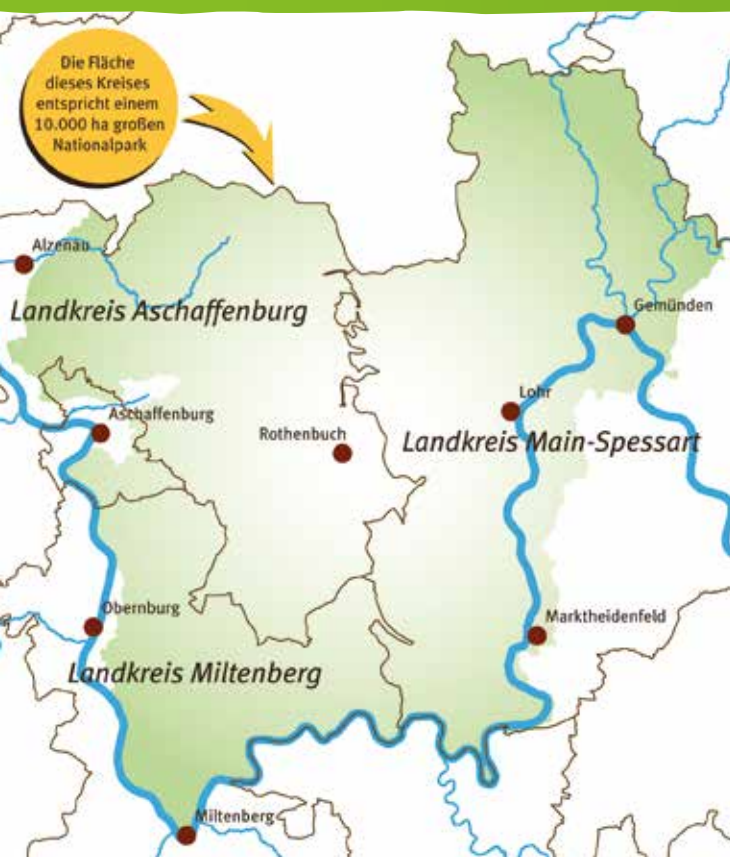 Die Fläche
dieses Kreises
entspricht einem
10.000 ha großen
Nationalpark
Alzenau
Landkreis Aschaffenburg
Gemünden
Lohr
Aschaffenburg
Rothenbuch
Landkreis Main-Spessart
Obernburg
Marktheidenfeld
Landkreis Miltenberg
Miltenberg